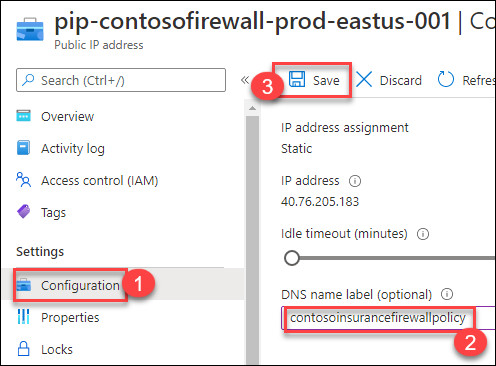 pip-contosofirewall-prod-eastus-001 | Co
Public IP address
Search (Ctrl+/)
«
3
Save
Discard
Refres
Overview
Activity log
Access control (IAM)
Tags
Settings
Configuration
1
Properties
Locks
IP address assignment
Static
IP address
40.76.205.183
Idle timeout (minutes)
DNS name label (optional)
contosoinsurancefirewallpolicy
2